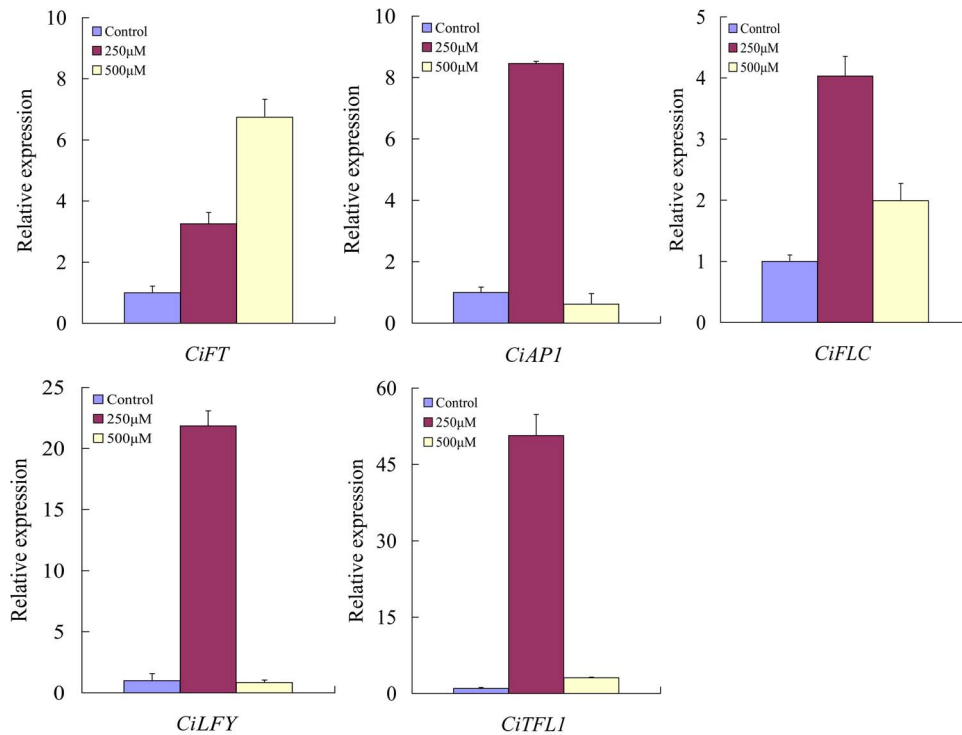 Relative expression
10
8
6
4
2
0
Control
250μM
500μM
CiFT
Relative expression
10
8
6
4
2
0
Control
250μM
500μM
CiAP1
Relative expression
5
4
3
2
1
0
Control
250μM
500μM
CiFLC
Relative expression
25
20
15
10
5
0
Control
250μM
500μM
CiLFY
Relative expression
60
45
30
15
0
Control
250μM
500μM
CiTFL1